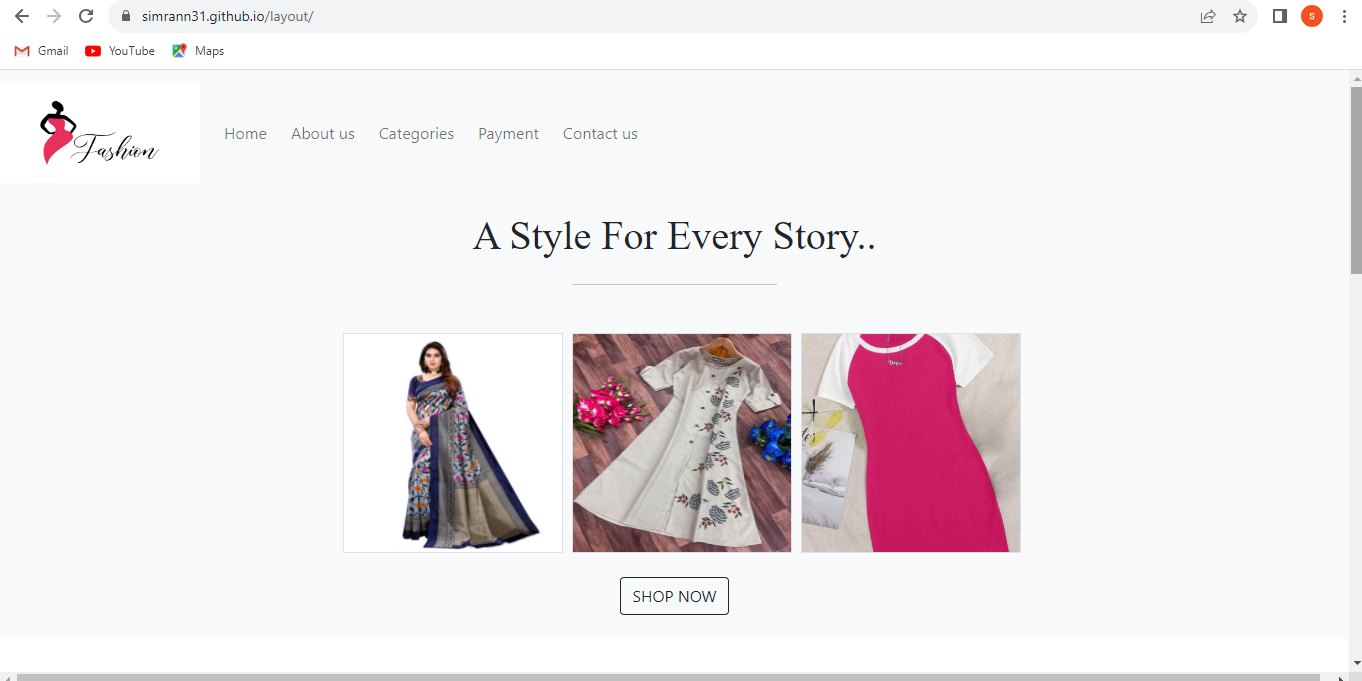 simrann31.github.io/layout/
S
Gmail YouTube Maps
Fashion
Home About us Categories Payment Contact us
A Style For Every Story..
SHOP NOW